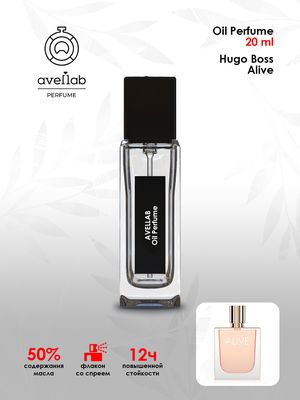 Oil Perfume
20 ml
Hugo Boss
Alive
avellab
PERFUME
AVELLAB
Oil Perfume
ALIVE
50%
содержания
масла
флакон
со спреем
12ч
повышенной
стойкости